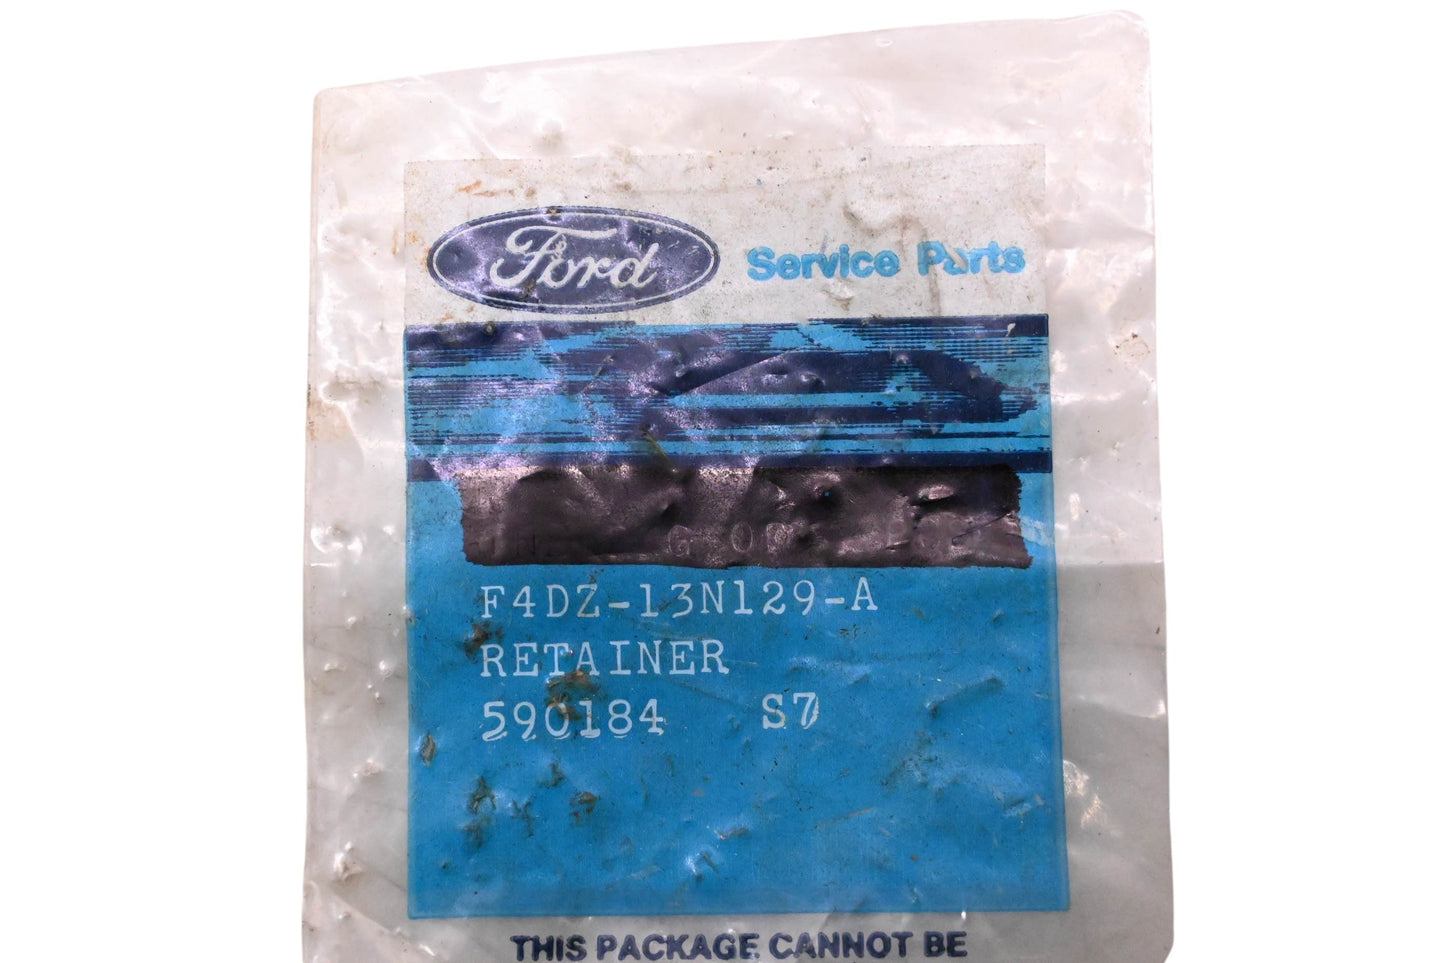 Ford
Service Parts
F4DZ-13N129-A
RETAINER
590184 S7
THIS PACKAGE CANNOT BE